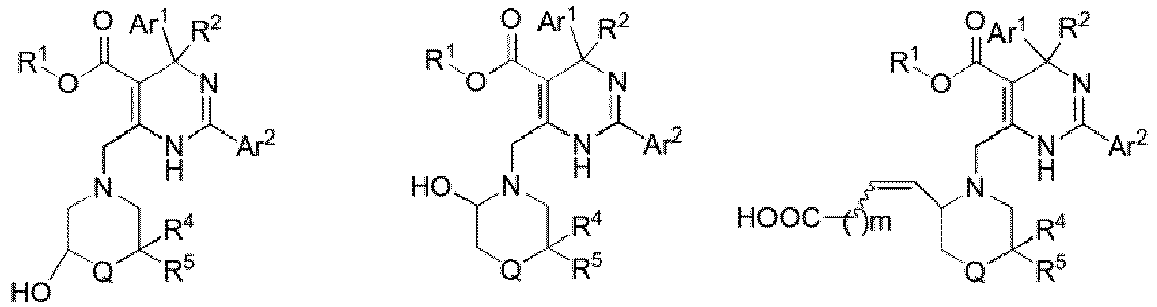 O Ar¹ R²
R¹ O N
N Ar²
H
N
R⁴
Q R⁵
HO
O Ar¹ R²
R¹ O N
N Ar²
H
HO N
R⁴
Q R⁵
O Ar¹ R²
R¹ O N
N Ar²
H
N
HOOC ( )m R⁴
Q R⁵